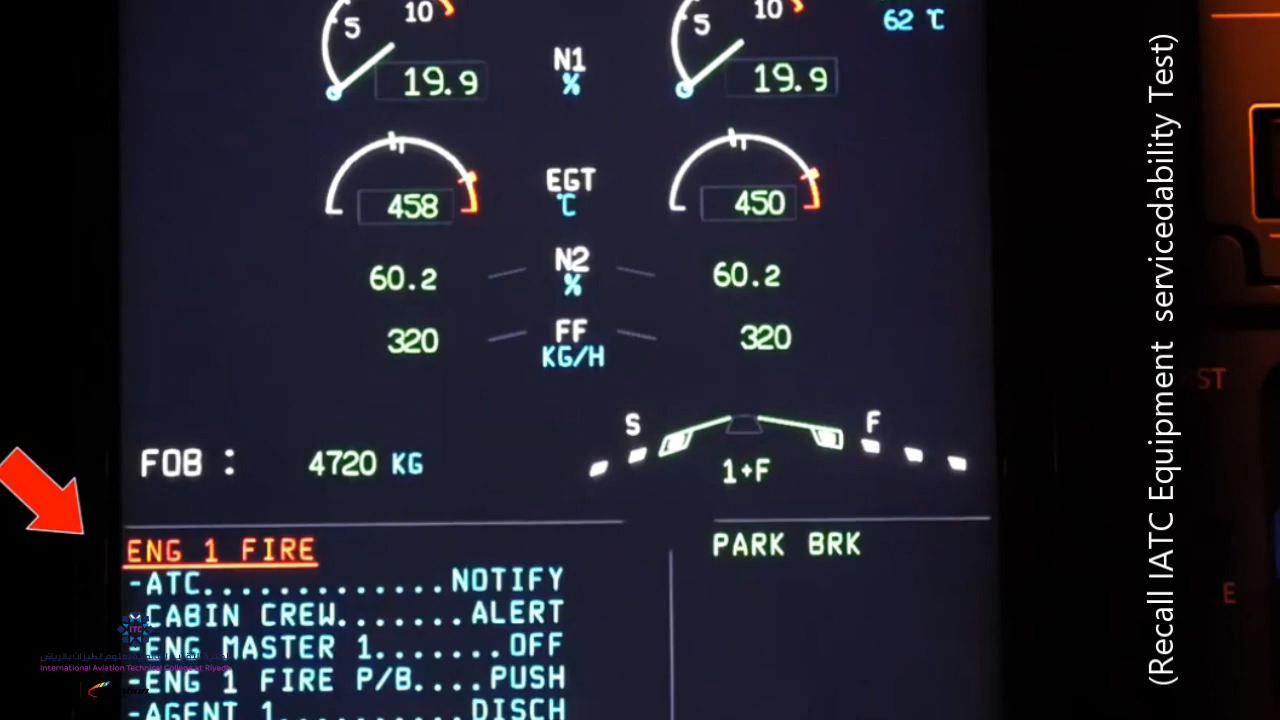 5 10
5 10
62 °C
19.9 N1 % 19.9
458 EGT °C 450
60.2 N2 % 60.2
320 FF KG/H 320
S F
FOB : 4720 KG
1+F
ENG 1 FIRE
PARK BRK
-ATC.............NOTIFY
-CABIN CREW.......ALERT
-ENG MASTER 1.......OFF
-ENG 1 FIRE P/B....PUSH
-AGENT 1..........DISCH
ITC
International Aviation Technical College at Riyadh
(Recall IATC Equipment servicedability Test)
E